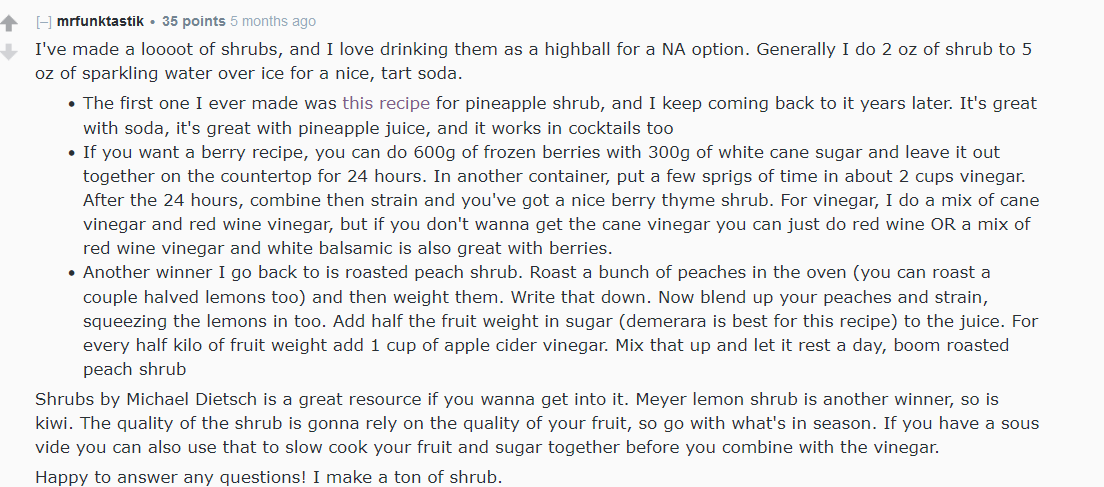 [–] mrfunktastik • 35 points 5 months ago
I've made a loooot of shrubs, and I love drinking them as a highball for a NA option. Generally I do 2 oz of shrub to 5
oz of sparkling water over ice for a nice, tart soda.
• The first one I ever made was this recipe for pineapple shrub, and I keep coming back to it years later. It's great
with soda, it's great with pineapple juice, and it works in cocktails too
• If you want a berry recipe, you can do 600g of frozen berries with 300g of white cane sugar and leave it out
together on the countertop for 24 hours. In another container, put a few sprigs of time in about 2 cups vinegar.
After the 24 hours, combine then strain and you've got a nice berry thyme shrub. For vinegar, I do a mix of cane
vinegar and red wine vinegar, but if you don't wanna get the cane vinegar you can just do red wine OR a mix of
red wine vinegar and white balsamic is also great with berries.
• Another winner I go back to is roasted peach shrub. Roast a bunch of peaches in the oven (you can roast a
couple halved lemons too) and then weight them. Write that down. Now blend up your peaches and strain,
squeezing the lemons in too. Add half the fruit weight in sugar (demerara is best for this recipe) to the juice. For
every half kilo of fruit weight add 1 cup of apple cider vinegar. Mix that up and let it rest a day, boom roasted
peach shrub
Shrubs by Michael Dietsch is a great resource if you wanna get into it. Meyer lemon shrub is another winner, so is
kiwi. The quality of the shrub is gonna rely on the quality of your fruit, so go with what's in season. If you have a sous
vide you can also use that to slow cook your fruit and sugar together before you combine with the vinegar.
Happy to answer any questions! I make a ton of shrub.